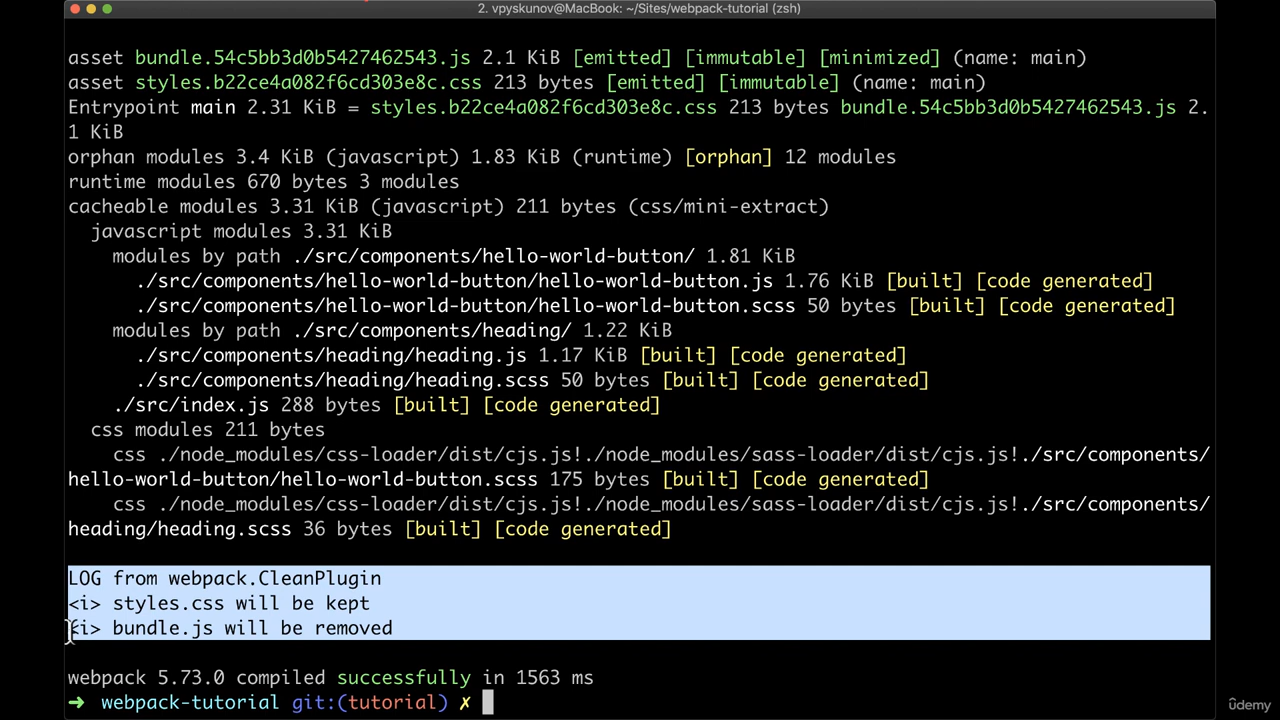 2. vpyskunov@MacBook: ~/Sites/webpack-tutorial (zsh)
asset bundle.54c5bb3d0b5427462543.js 2.1 KiB [emitted] [immutable] [minimized] (name: main)
asset styles.b22ce4a082f6cd303e8c.css 213 bytes [emitted] [immutable] (name: main)
Entrypoint main 2.31 KiB = styles.b22ce4a082f6cd303e8c.css 213 bytes bundle.54c5bb3d0b5427462543.js 2.
1 KiB
orphan modules 3.4 KiB (javascript) 1.83 KiB (runtime) [orphan] 12 modules
runtime modules 670 bytes 3 modules
cacheable modules 3.31 KiB (javascript) 211 bytes (css/mini-extract)
javascript modules 3.31 KiB
modules by path ./src/components/hello-world-button/ 1.81 KiB
./src/components/hello-world-button/hello-world-button.js 1.76 KiB [built] [code generated]
./src/components/hello-world-button/hello-world-button.scss 50 bytes [built] [code generated]
modules by path ./src/components/heading/ 1.22 KiB
./src/components/heading/heading.js 1.17 KiB [built] [code generated]
./src/components/heading/heading.scss 50 bytes [built] [code generated]
./src/index.js 288 bytes [built] [code generated]
css modules 211 bytes
css ./node_modules/css-loader/dist/cjs.js!./node_modules/sass-loader/dist/cjs.js!./src/components/
hello-world-button/hello-world-button.scss 175 bytes [built] [code generated]
css ./node_modules/css-loader/dist/cjs.js!./node_modules/sass-loader/dist/cjs.js!./src/components/
heading/heading.scss 36 bytes [built] [code generated]
LOG from webpack.CleanPlugin
<i> styles.css will be kept
<i> bundle.js will be removed
webpack 5.73.0 compiled successfully in 1563 ms
➜ webpack-tutorial git:(tutorial) ✗
ûdemy